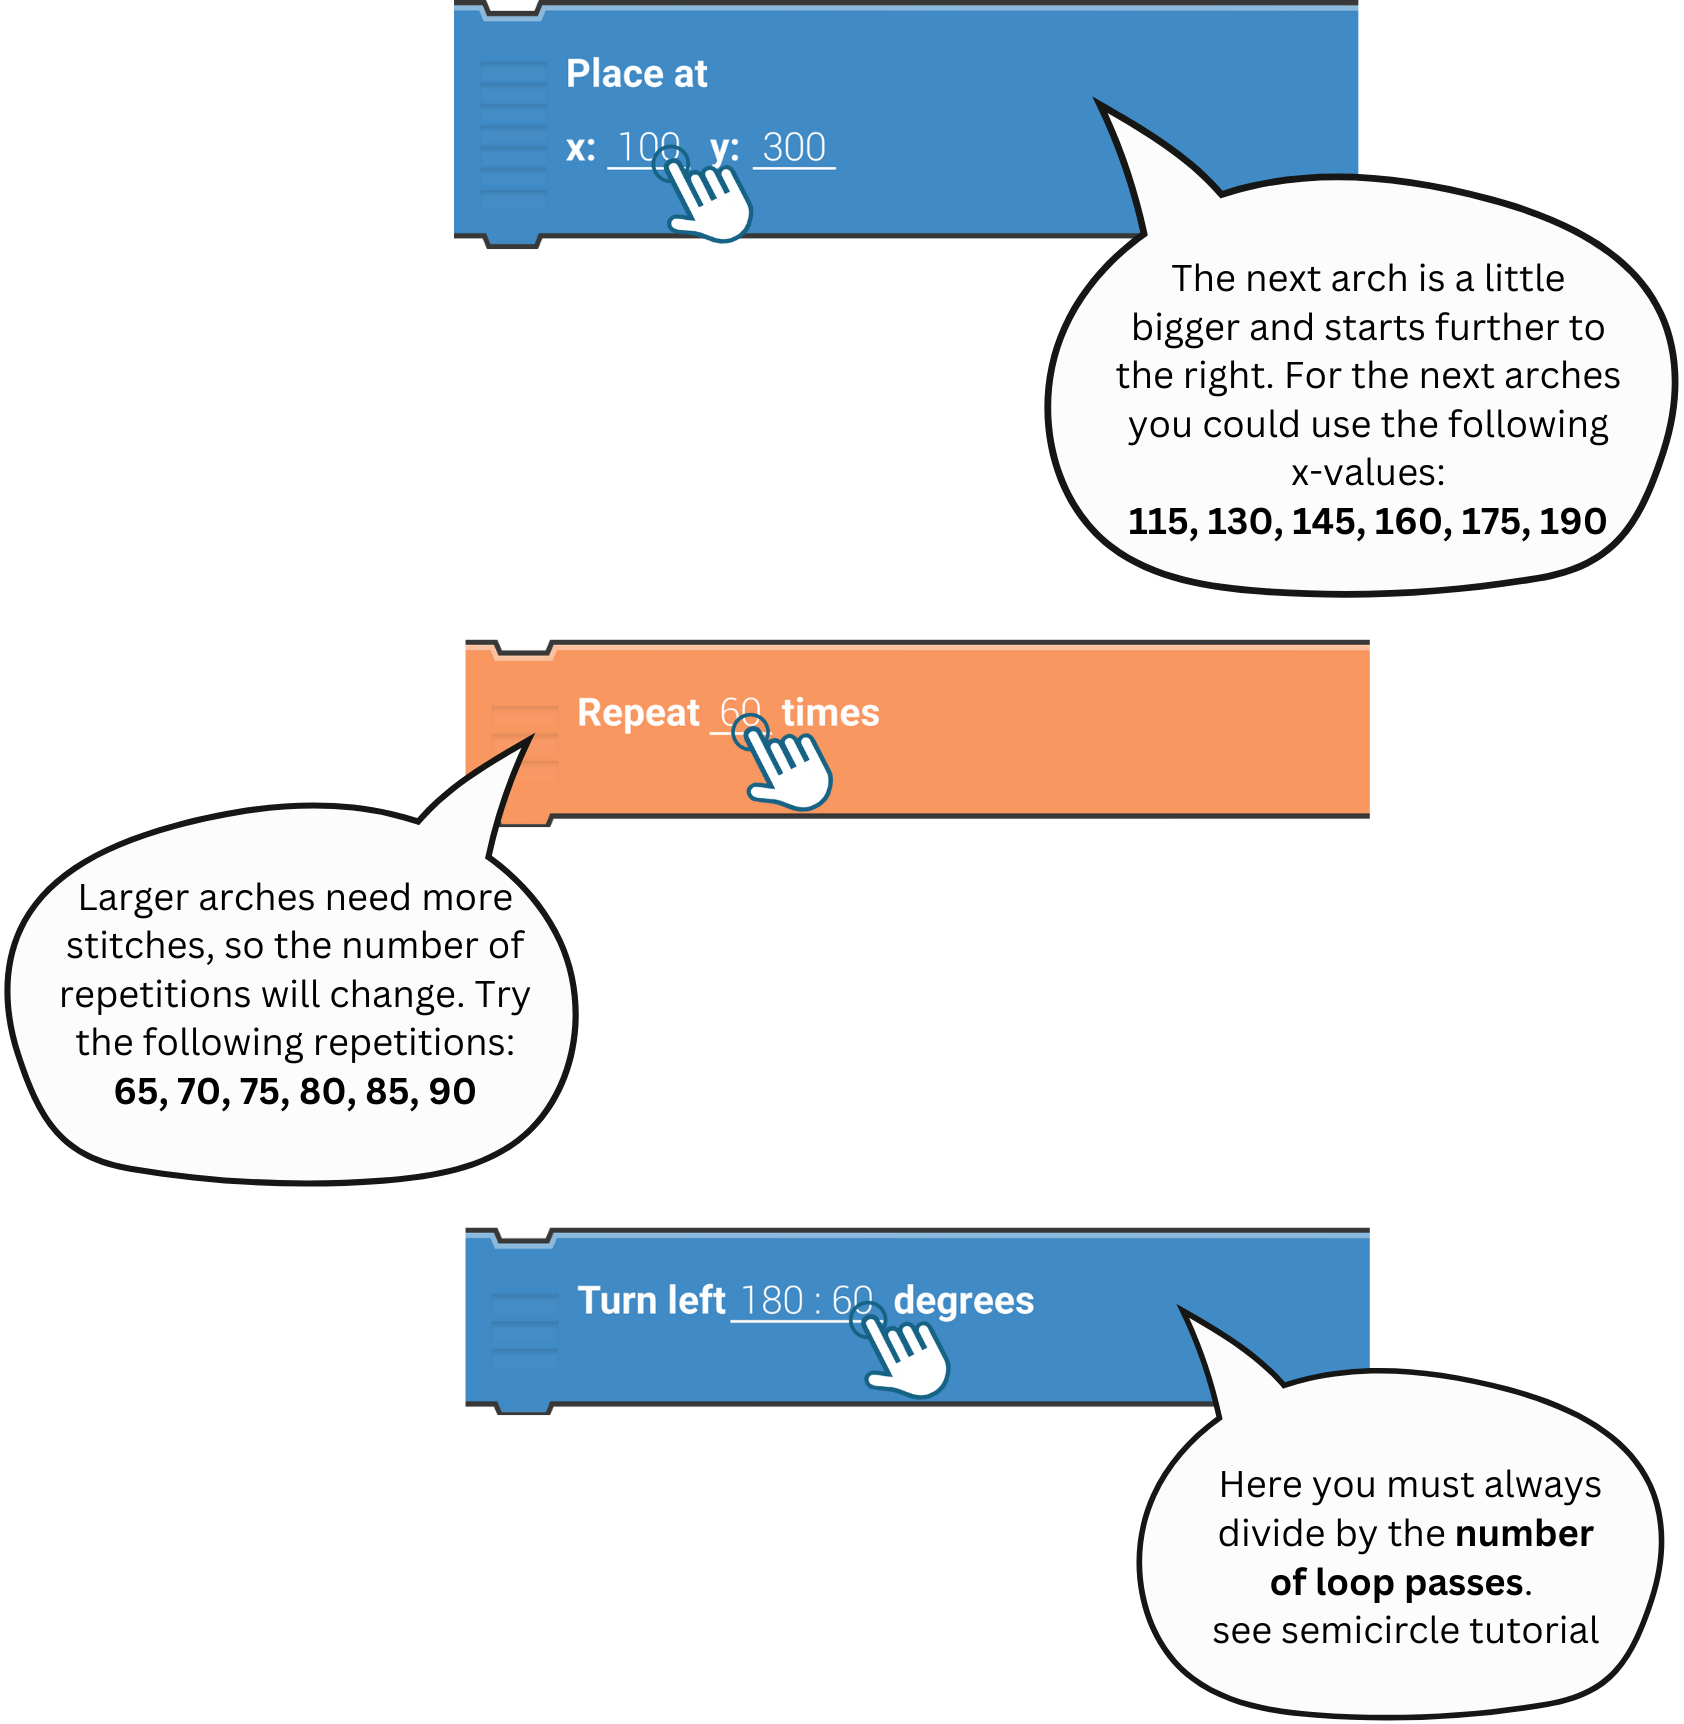 Place at
x: 100 y: 300
The next arch is a little
bigger and starts further to
the right. For the next arches
you could use the following
x-values:
115, 130, 145, 160, 175, 190
Repeat 60 times
Larger arches need more
stitches, so the number of
repetitions will change. Try
the following repetitions:
65, 70, 75, 80, 85, 90
Turn left 180 : 60 degrees
Here you must always
divide by the number
of loop passes.
see semicircle tutorial